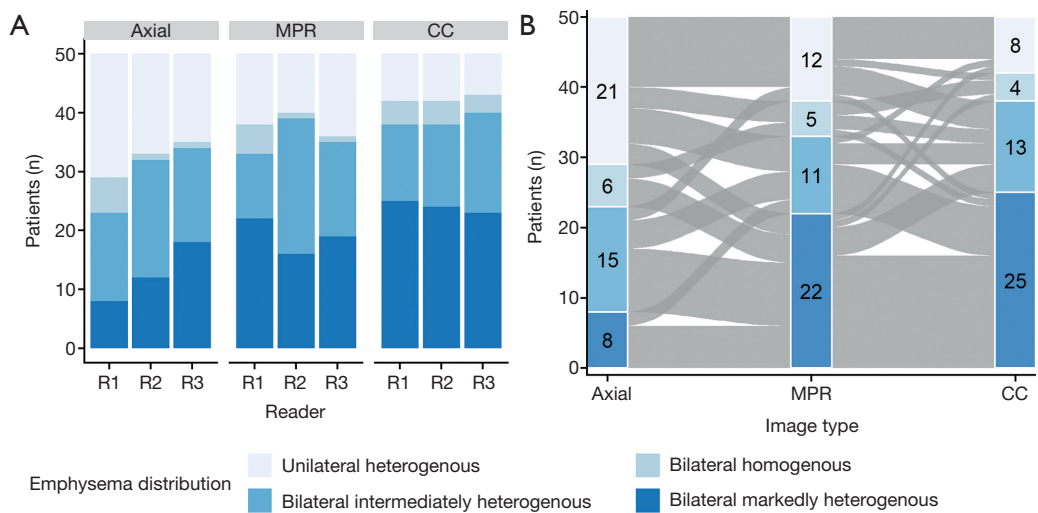 A
Axial
MPR
CC
50
40
30
20
10
0
Patients (n)
R1 R2 R3 R1 R2 R3 R1 R2 R3
Reader
B
50
40
30
20
10
0
Patients (n)
21
6
15
8
12
5
11
22
8
4
13
25
Axial MPR CC
Image type
Emphysema distribution
Unilateral heterogenous
Bilateral homogenous
Bilateral intermediately heterogenous
Bilateral markedly heterogenous